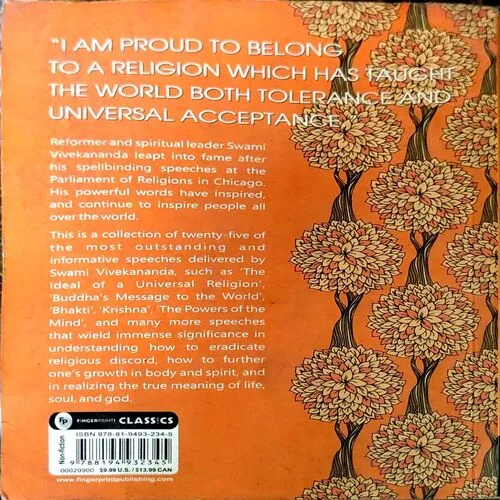 "I AM PROUD TO BELONG
TO A RELIGION WHICH HAS TAUGHT
THE WORLD BOTH TOLERANCE AND
UNIVERSAL ACCEPTANCE
Reformer and spiritual leader Swami
Vivekananda leapt into fame after
his spellbinding speeches at the
Parliament of Religions in Chicago.
His powerful words have inspired,
and continue to inspire people all
over the world.
This is a collection of twenty-five of
the most outstanding and
informative speeches delivered by
Swami Vivekananda, such as 'The
Ideal of a Universal Religion',
'Buddha's Message to the World',
'Bhakti', 'Krishna', 'The Powers of the
Mind', and many more speeches
that wield immense significance in
understanding how to eradicate
religious discord, how to further
one's growth in body and spirit, and
in realizing the true meaning of life,
soul, and god.
FP FINGERPRINT! CLASSICS
ISBN 978-81-9493-234-5
Non-fiction
9 788194 932345
00029900 $9.99 U.S. / $13.99 CAN
www.fingerprintpublishing.com